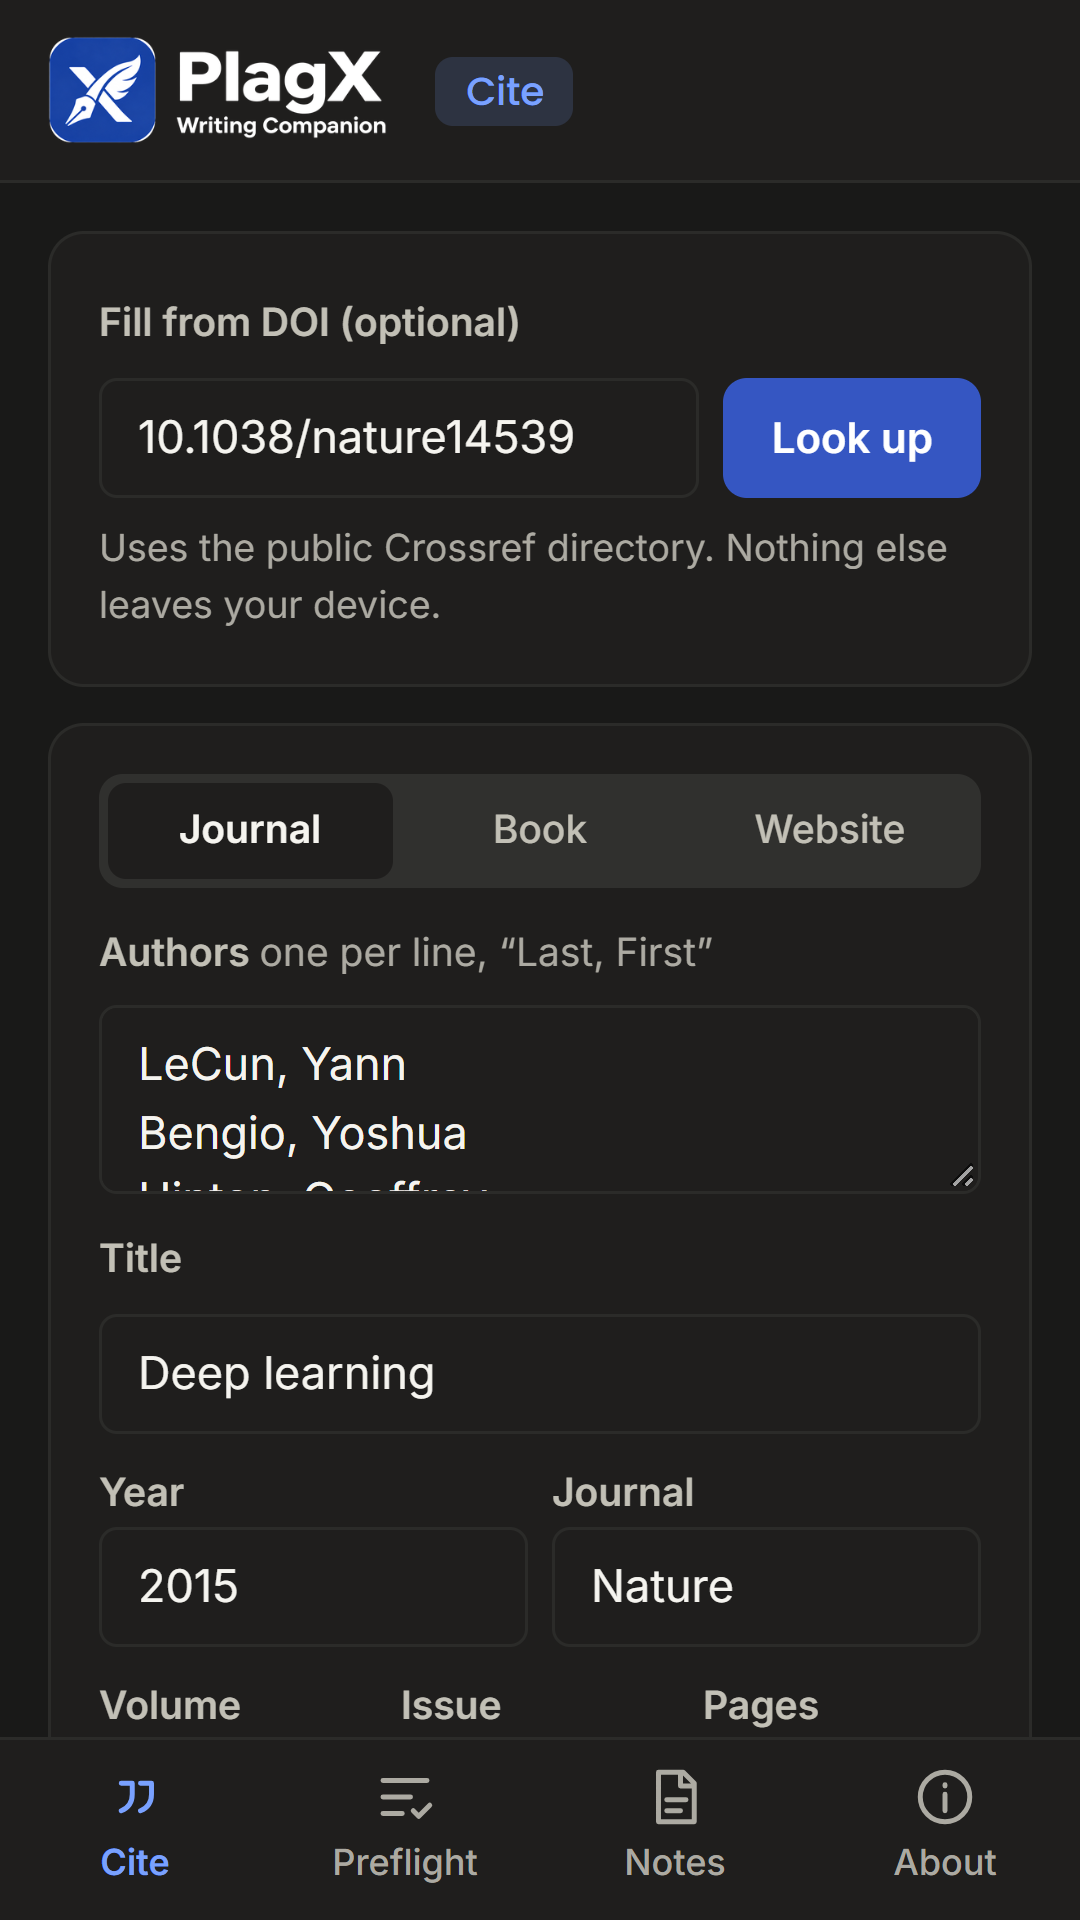 PlagX
Writing Companion
Cite
Fill from DOI (optional)
10.1038/nature14539
Look up
Uses the public Crossref directory. Nothing else
leaves your device.
Journal
Book
Website
Authors one per line, “Last, First”
LeCun, Yann
Bengio, Yoshua
Hinton, Geoffrey
Title
Deep learning
Year
Journal
2015
Nature
Volume
Issue
Pages
Cite
Preflight
Notes
About